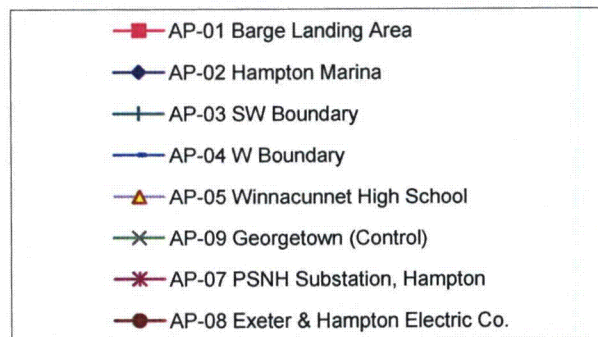 AP-01 Barge Landing Area
AP-02 Hampton Marina
AP-03 SW Boundary
AP-04 W Boundary
AP-05 Winnacunnet High School
AP-09 Georgetown (Control)
AP-07 PSNH Substation, Hampton
AP-08 Exeter & Hampton Electric Co.